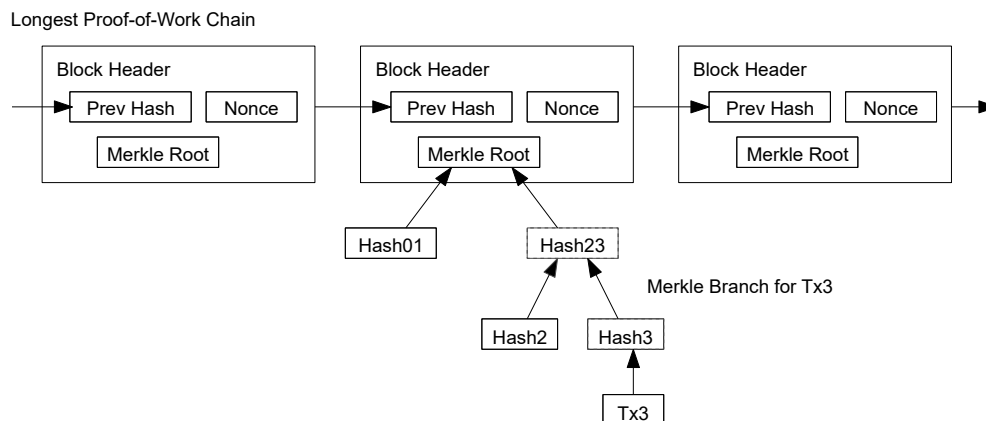 Longest Proof-of-Work Chain
Block Header Block Header Block Header
Prev Hash Nonce Prev Hash Nonce Prev Hash Nonce
Merkle Root Merkle Root Merkle Root
Hash01 Hash23
Merkle Branch for Tx3
Hash2 Hash3
Tx3